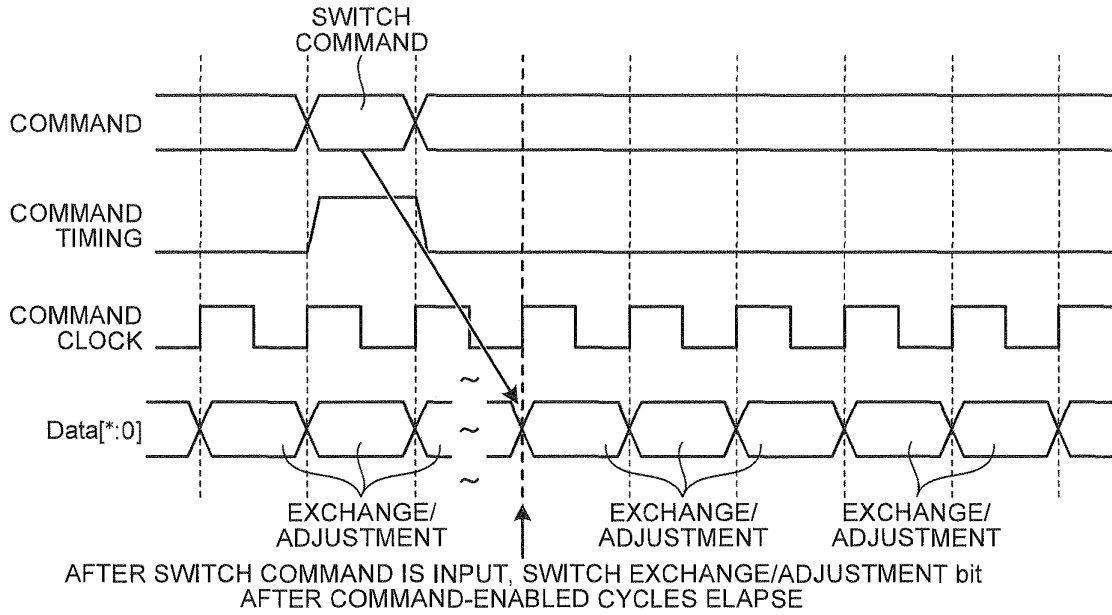 SWITCH
COMMAND
COMMAND
COMMAND
TIMING
COMMAND
CLOCK
~ ~
Data[*:0]
~ ~
~ ~
EXCHANGE/
ADJUSTMENT
EXCHANGE/
ADJUSTMENT
EXCHANGE/
ADJUSTMENT
AFTER SWITCH COMMAND IS INPUT, SWITCH EXCHANGE/ADJUSTMENT bit
AFTER COMMAND-ENABLED CYCLES ELAPSE